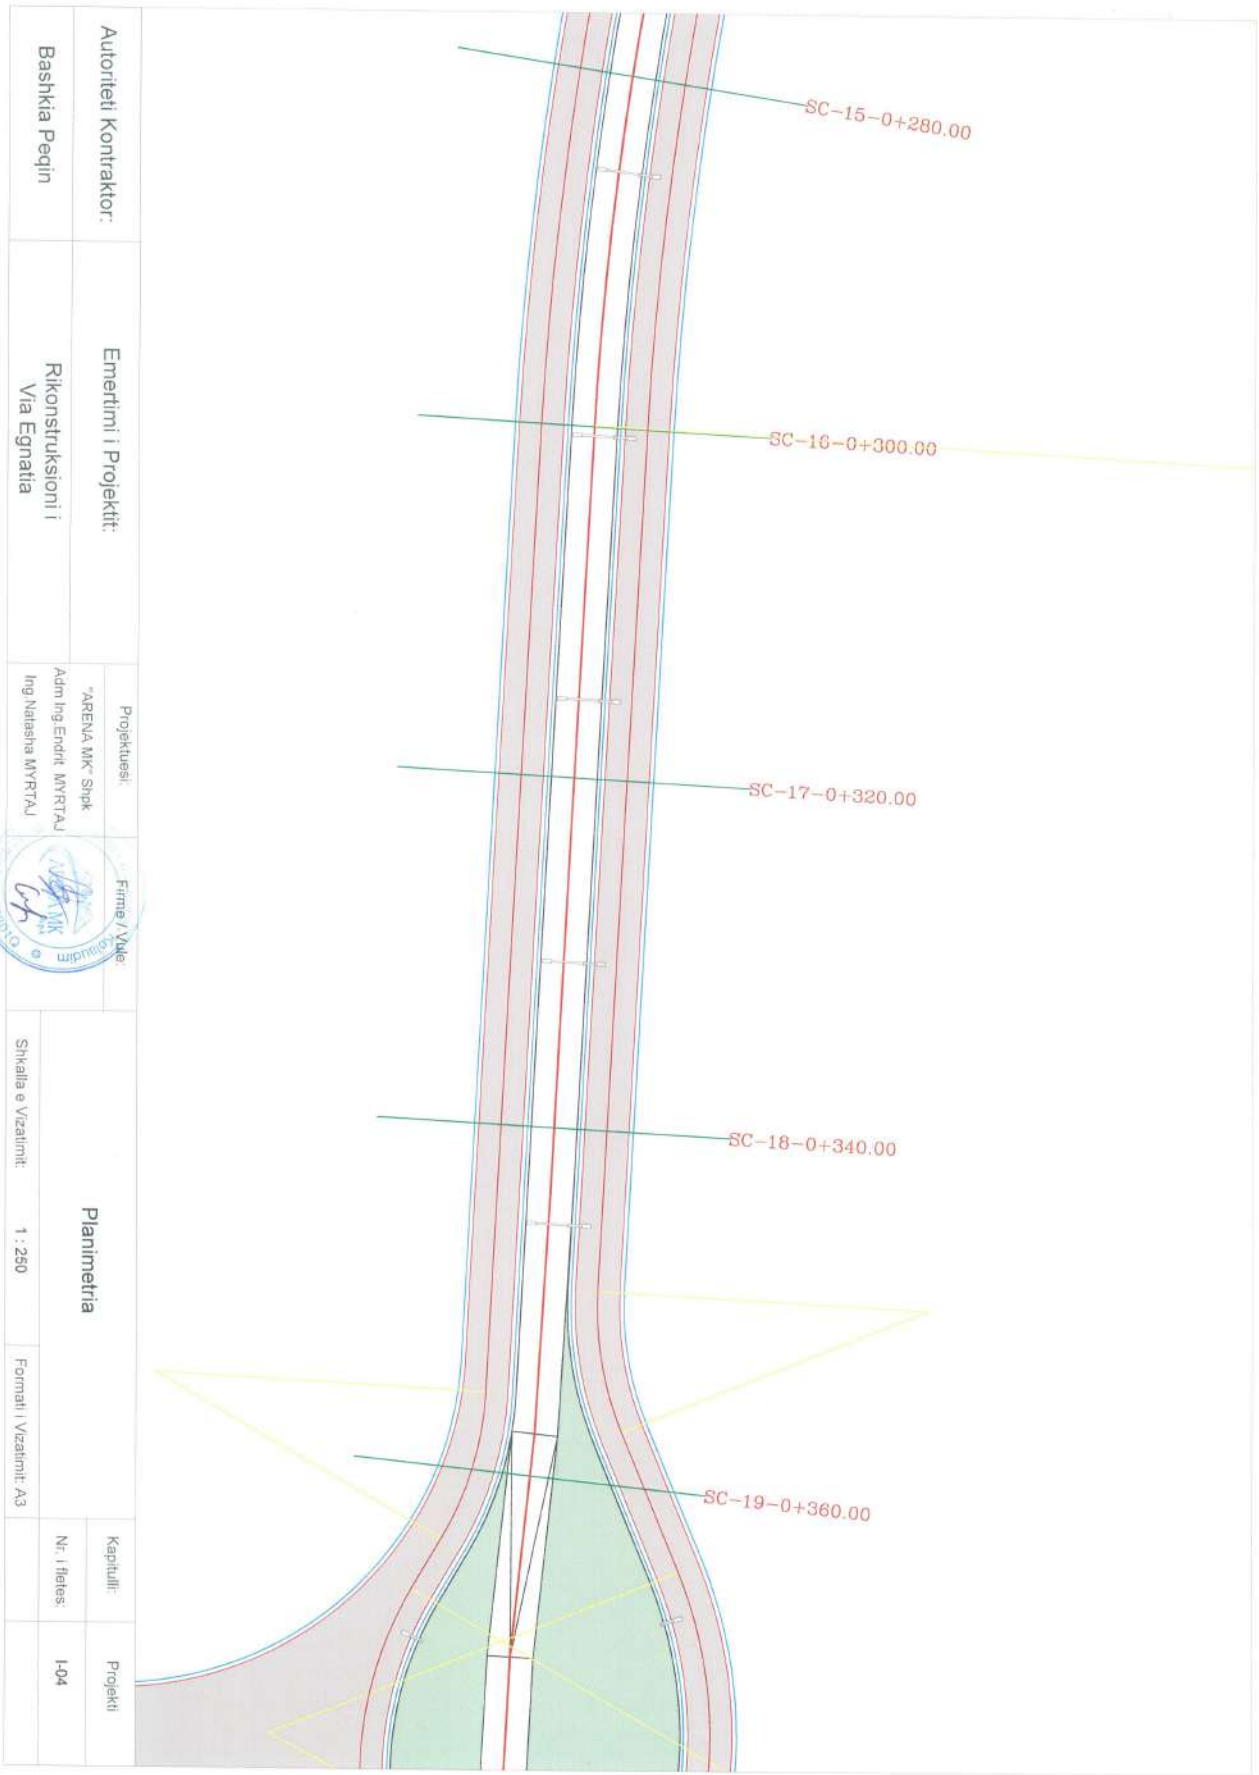 SC-15-0+280.00
SC-16-0+300.00
SC-17-0+320.00
SC-18-0+340.00
SC-19-0+360.00
Autoriteti Kontraktor:
Bashkia Peqin
Emertimi i Projektit:
Rikonstruksioni i
Via Egnatia
Projektuesi:
"ARENA MK" Shpk
Adm Ing.Endrit MYRTAJ
Ing.Natasha MYRTAJ
Firme / Vule:
MK
Planimetria
Shkalla e Vizatimit:
1 : 250
Formati i Vizatimit: A3
Kapitulli:
Projekti
Nr. i fletes:
I-04